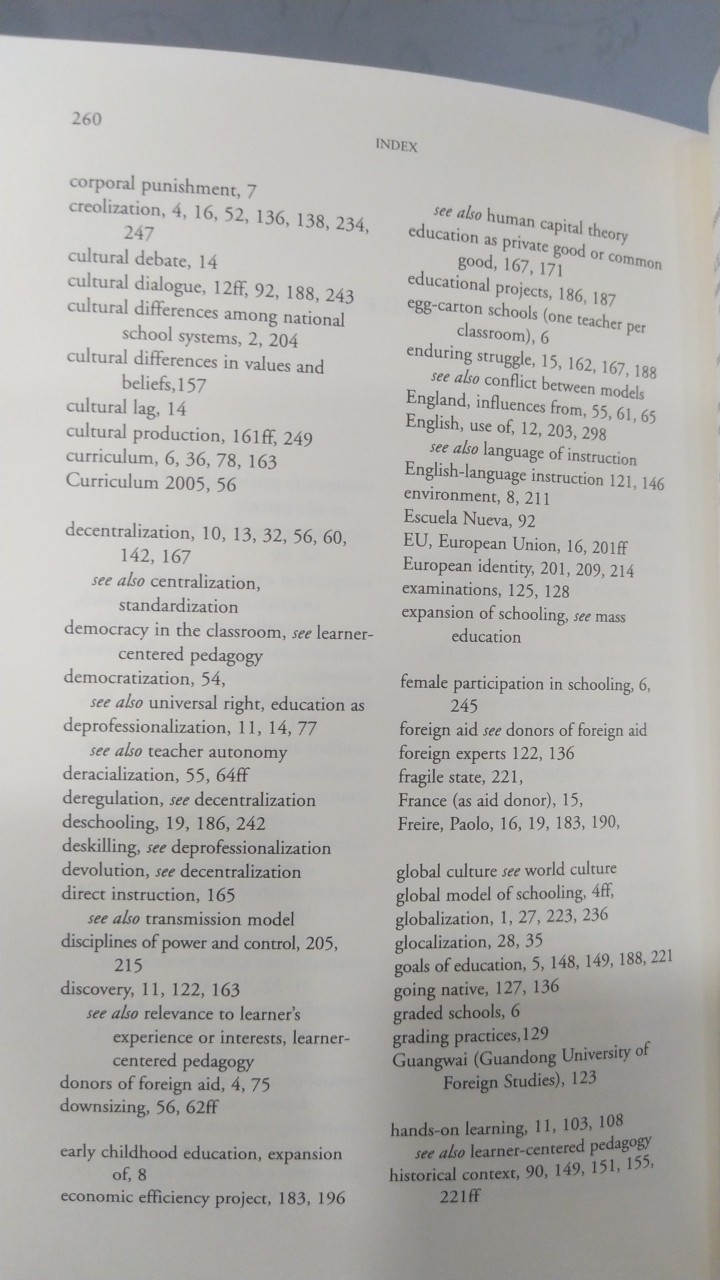 260
INDEX
corporal punishment, 7
creolization, 4, 16, 52, 136, 138, 234,
247
cultural debate, 14
cultural dialogue, 12ff, 92, 188, 243
cultural differences among national
school systems, 2, 204
cultural differences in values and
beliefs,157
cultural lag, 14
cultural production, 161ff, 249
curriculum, 6, 36, 78, 163
Curriculum 2005, 56
decentralization, 10, 13, 32, 56, 60,
142, 167
see also centralization,
standardization
democracy in the classroom, see learner-
centered pedagogy
democratization, 54,
see also universal right, education as
deprofessionalization, 11, 14, 77
see also teacher autonomy
deracialization, 55, 64ff
deregulation, see decentralization
deschooling, 19, 186, 242
deskilling, see deprofessionalization
devolution, see decentralization
direct instruction, 165
see also transmission model
disciplines of power and control, 205,
215
discovery, 11, 122, 163
see also relevance to learner's
experience or interests, learner-
centered pedagogy
donors of foreign aid, 4, 75
downsizing, 56, 62ff
early childhood education, expansion
of, 8
economic efficiency project, 183, 196
see also human capital theory
education as private good or common
good, 167, 171
educational projects, 186, 187
egg-carton schools (one teacher per
classroom), 6
enduring struggle, 15, 162, 167, 188
see also conflict between models
England, influences from, 55, 61, 65
English, use of, 12, 203, 298
see also language of instruction
English-language instruction 121, 146
environment, 8, 211
Escuela Nueva, 92
EU, European Union, 16, 201ff
European identity, 201, 209, 214
examinations, 125, 128
expansion of schooling, see mass
education
female participation in schooling, 6,
245
foreign aid see donors of foreign aid
foreign experts 122, 136
fragile state, 221,
France (as aid donor), 15,
Freire, Paolo, 16, 19, 183, 190,
global culture see world culture
global model of schooling, 4ff,
globalization, 1, 27, 223, 236
glocalization, 28, 35
goals of education, 5, 148, 149, 188, 221
going native, 127, 136
graded schools, 6
grading practices,129
Guangwai (Guandong University of
Foreign Studies), 123
hands-on learning, 11, 103, 108
see also learner-centered pedagogy
historical context, 90, 149, 151, 155,
221ff